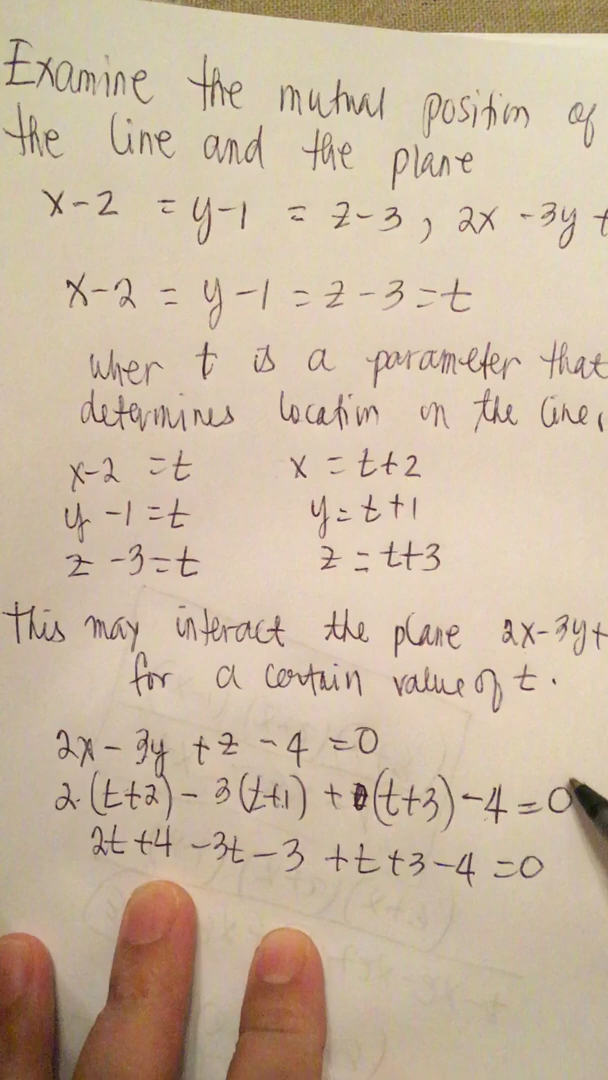 Examine the mutual position of
the line and the plane
x-2 = y-1 = z-3, 2x -3y +
x-2 = y-1 = z-3 = t
wher t is a parameter that
determines location on the line,
x-2 = t x = t+2
y-1 = t y = t+1
z-3 = t z = t+3
This may interact the plane 2x-3y+
for a certain value of t.
2x - 3y + z - 4 = 0
2·(t+2) - 3(t+1) + (t+3) - 4 = 0
2t+4 -3t-3 +t+3-4 = 0